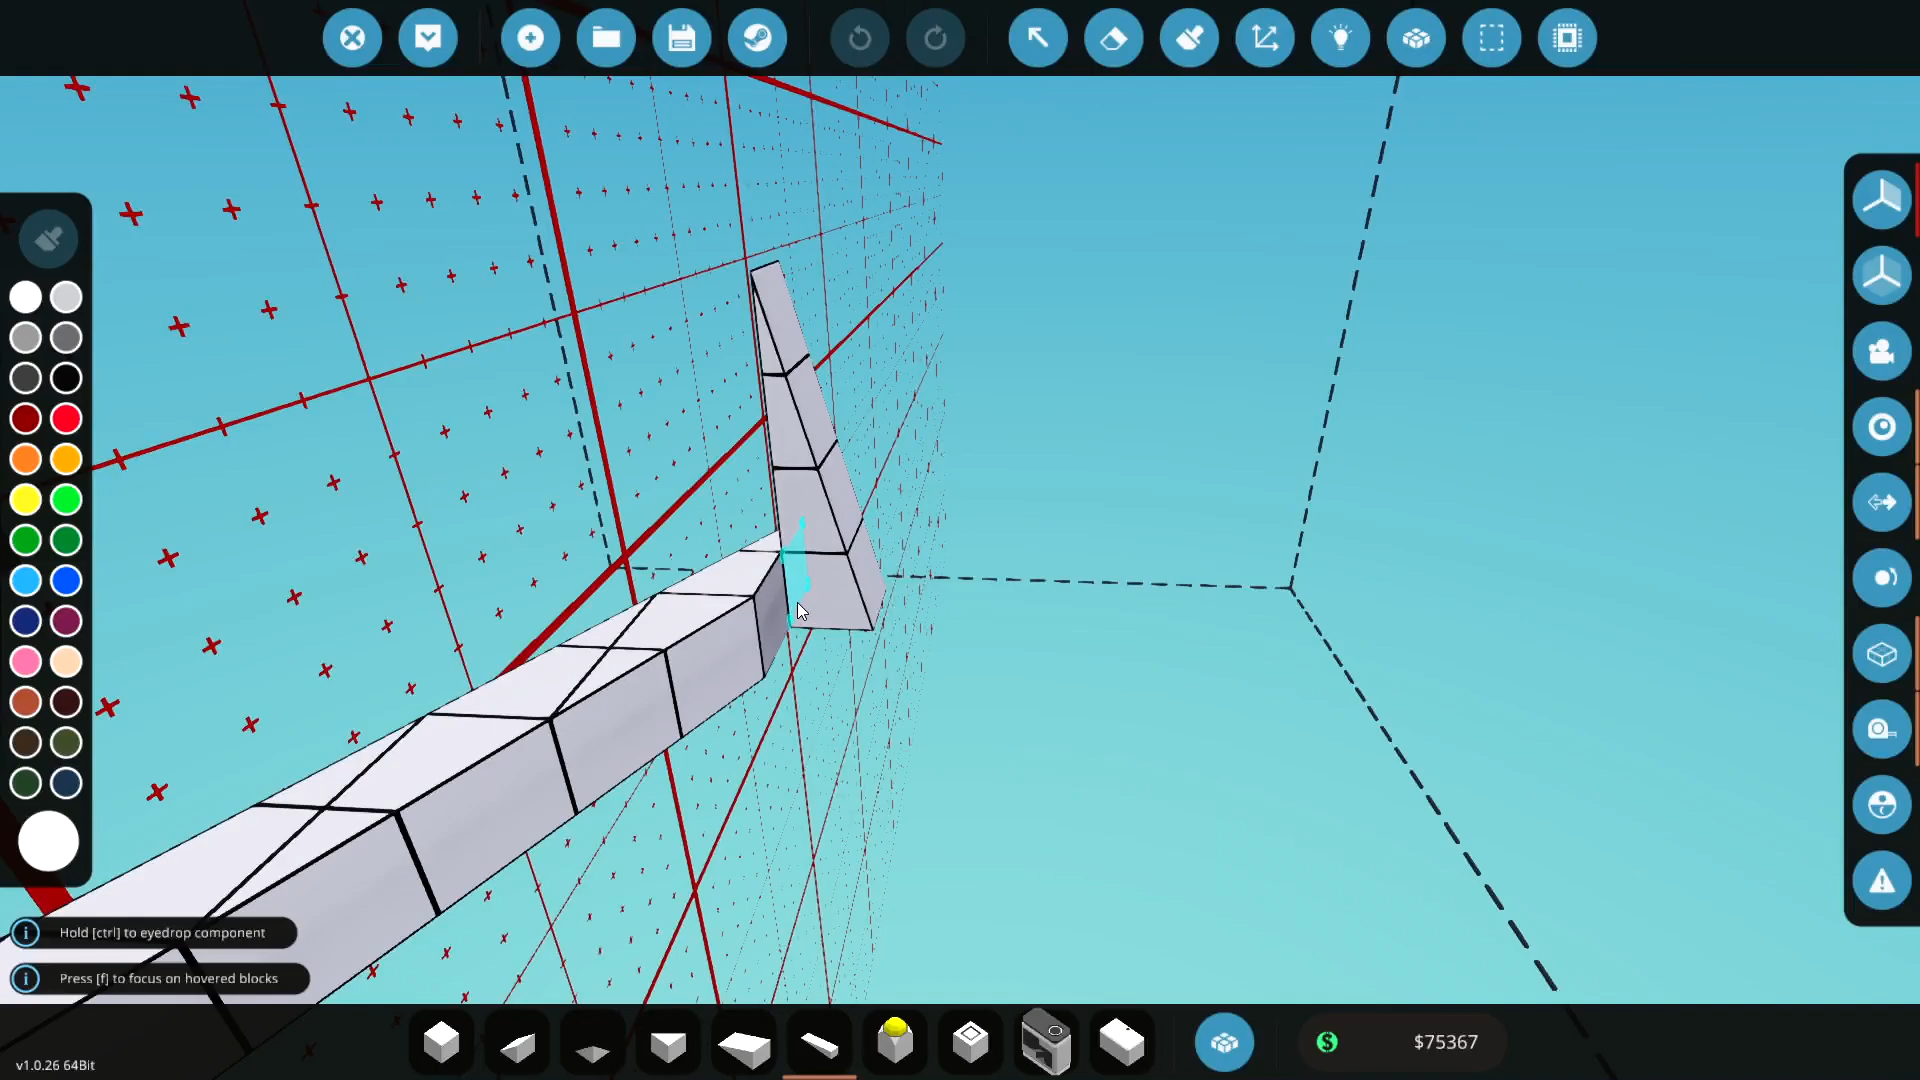 Hold [ctrl] to eyedrop component
Press [f] to focus on hovered blocks
$ $75367
v1.0.26 64Bit